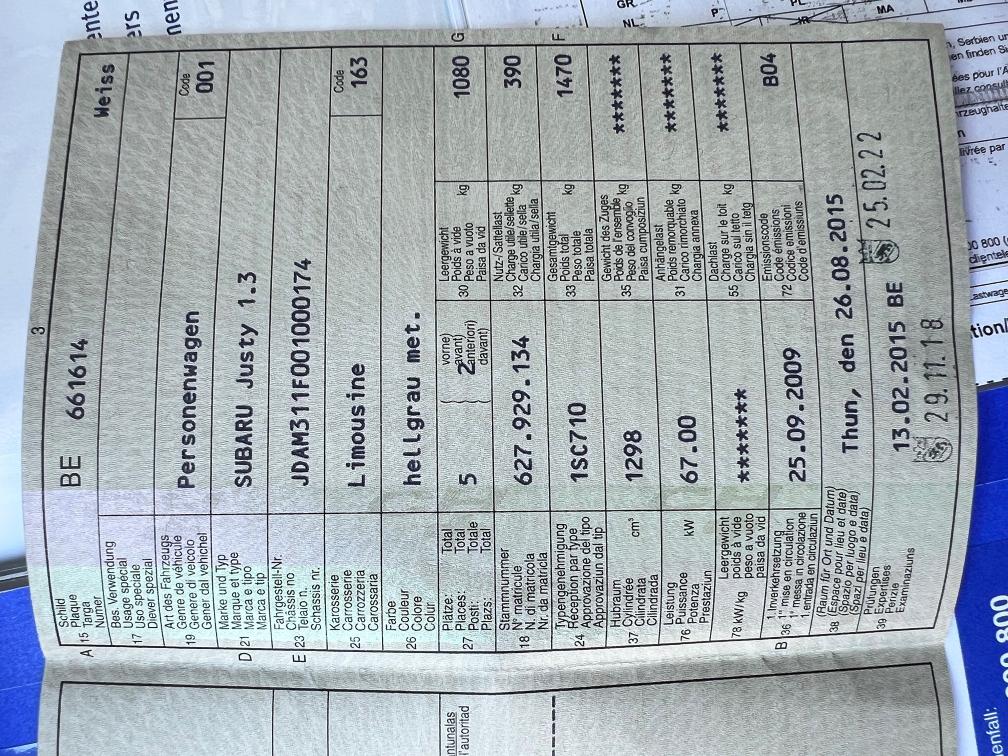 3
A 15 Schild Plaque Targa Numer
BE 661614
Weiss
17 Bes. Verwendung
Usage spécial
Uso speciale
Diever spezial
19 Art des Fahrzeugs
Genre de véhicule
Genere di veicolo
Gener dal vehichel
Personenwagen
Code
001
D 21 Marke und Typ
Marque et type
Marca e tipo
Marca e tip
SUBARU Justy 1.3
E 23 Fahrgestell-Nr.
Châssis no
Telaio n.
Schassis nr.
JDAM311F001000174
25 Karosserie
Carrosserie
Carrozzeria
Carossaria
Limousine
Code
163
26 Farbe
Couleur
Colore
Colur
hellgrau met.
27 Plätze: Total
Places: Total
Posti: Totale
Plazs: Total
5
2
vorne)
avant)
anteriori)
davant)
30 Leergewicht
Poids à vide
Peso a vuoto
Paisa da vid
kg
1080
G
18 Stammnummer
N° matricule
N. di matricola
Nr. da matricla
627.929.134
32 Nutz-/Sattellast
Charge utile/sellette
Carico utile/sella
Chargia utila/sella
kg
390
24 Typengenehmigung
Réception par type
Approvazione del tipo
Approvaziun dal tip
1SC710
33 Gesamtgewicht
Poids total
Peso totale
Paisa totala
kg
1470
F
37 Hubraum
Cylindrée
Cilindrata
Cilindrada
cm³
1298
35 Gewicht des Zuges
Poids de l'ensemble
Peso del convoglio
Paisa cumposiziun
kg
*******
76 Leistung
Puissance
Potenza
Prestaziun
kW
67.00
31 Anhängelast
Poids remorquable
Carico rimorchiato
Chargia annexa
kg
*******
78 kW/kg
Leergewicht
poids à vide
peso a vuoto
paisa da vid
*******
55 Dachlast
Charge sur le toit
Carico sul tetto
Chargia sin il tetg
kg
*******
B 36 1. Inverkehrsetzung
1re mise en circulation
1. messa in circolazione
1. entrada en circulaziun
25.09.2009
72 Emissionscode
Code émissions
Codice emissioni
Code d'emissiuns
B04
38 (Raum für Ort und Datum)
(Espace pour lieu et date)
(Spazio per luogo e data)
(Spazi per lieu e data)
Thun, den 26.08.2015
39 Prüfungen
Expertises
Perizie
Examinaziuns
13.02.2015 BE
25.02.22
29.11.18
l'autoritad
GR
NL
P
PL
MA
Serbien
livrée par